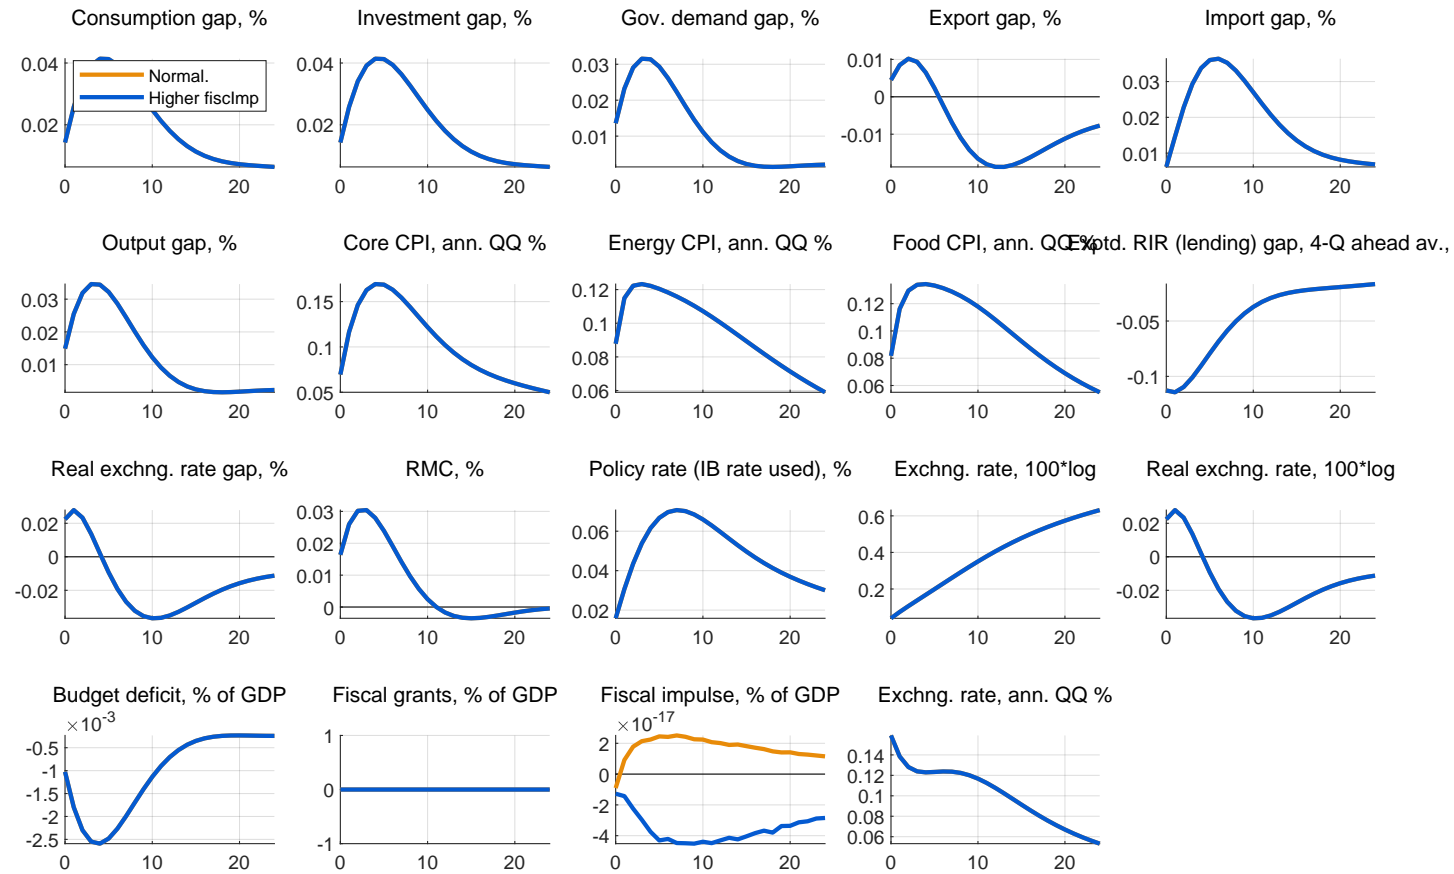 Consumption gap, %
Investment gap, %
Gov. demand gap, %
Export gap, %
Import gap, %
0.04
0.02
0 10 20
Normal.
Higher fiscImp
0.04
0.02
0 10 20
0.03
0.02
0.01
0 10 20
0.01
0
-0.01
0 10 20
0.03
0.02
0.01
0 10 20
Output gap, %
Core CPI, ann. QQ %
Energy CPI, ann. QQ %
Food CPI, ann. QQ %
Exptd. RIR (lending) gap, 4-Q ahead av.,
0.03
0.02
0.01
0 10 20
0.15
0.1
0.05
0 10 20
0.12
0.1
0.08
0.06
0 10 20
0.12
0.1
0.08
0.06
0 10 20
-0.05
-0.1
0 10 20
Real exchng. rate gap, %
RMC, %
Policy rate (IB rate used), %
Exchng. rate, 100*log
Real exchng. rate, 100*log
0.02
0
-0.02
0 10 20
0.03
0.02
0.01
0
0 10 20
0.06
0.04
0.02
0 10 20
0.6
0.4
0.2
0 10 20
0.02
0
-0.02
0 10 20
Budget deficit, % of GDP
Fiscal grants, % of GDP
Fiscal impulse, % of GDP
Exchng. rate, ann. QQ %
×10-3
-0.5
-1
-1.5
-2
-2.5
0 10 20
1
0
-1
0 10 20
×10-17
2
0
-2
-4
0 10 20
0.14
0.12
0.1
0.08
0.06
0 10 20